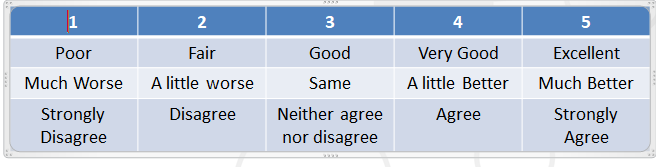 1 2 3 4 5
Poor Fair Good Very Good Excellent
Much Worse A little worse Same A little Better Much Better
Strongly Disagree Neither agree Agree Strongly
Disagree nor disagree Agree